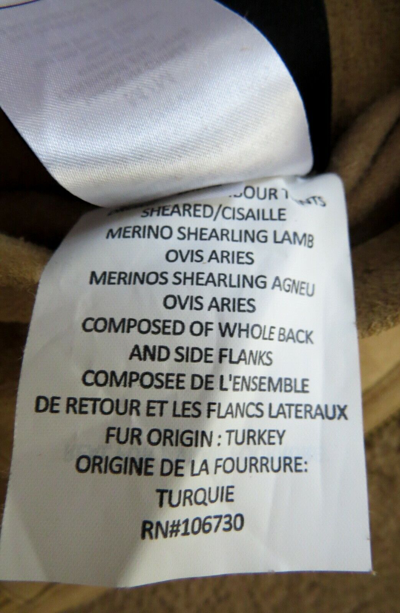 SHEARED/CISAILLE
MERINO SHEARLING LAMB
OVIS ARIES
MERINOS SHEARLING AGNEU
OVIS ARIES
COMPOSED OF WHOLE BACK
AND SIDE FLANKS
COMPOSEE DE L'ENSEMBLE
DE RETOUR ET LES FLANCS LATERAUX
FUR ORIGIN : TURKEY
ORIGINE DE LA FOURRURE:
TURQUIE
RN#106730